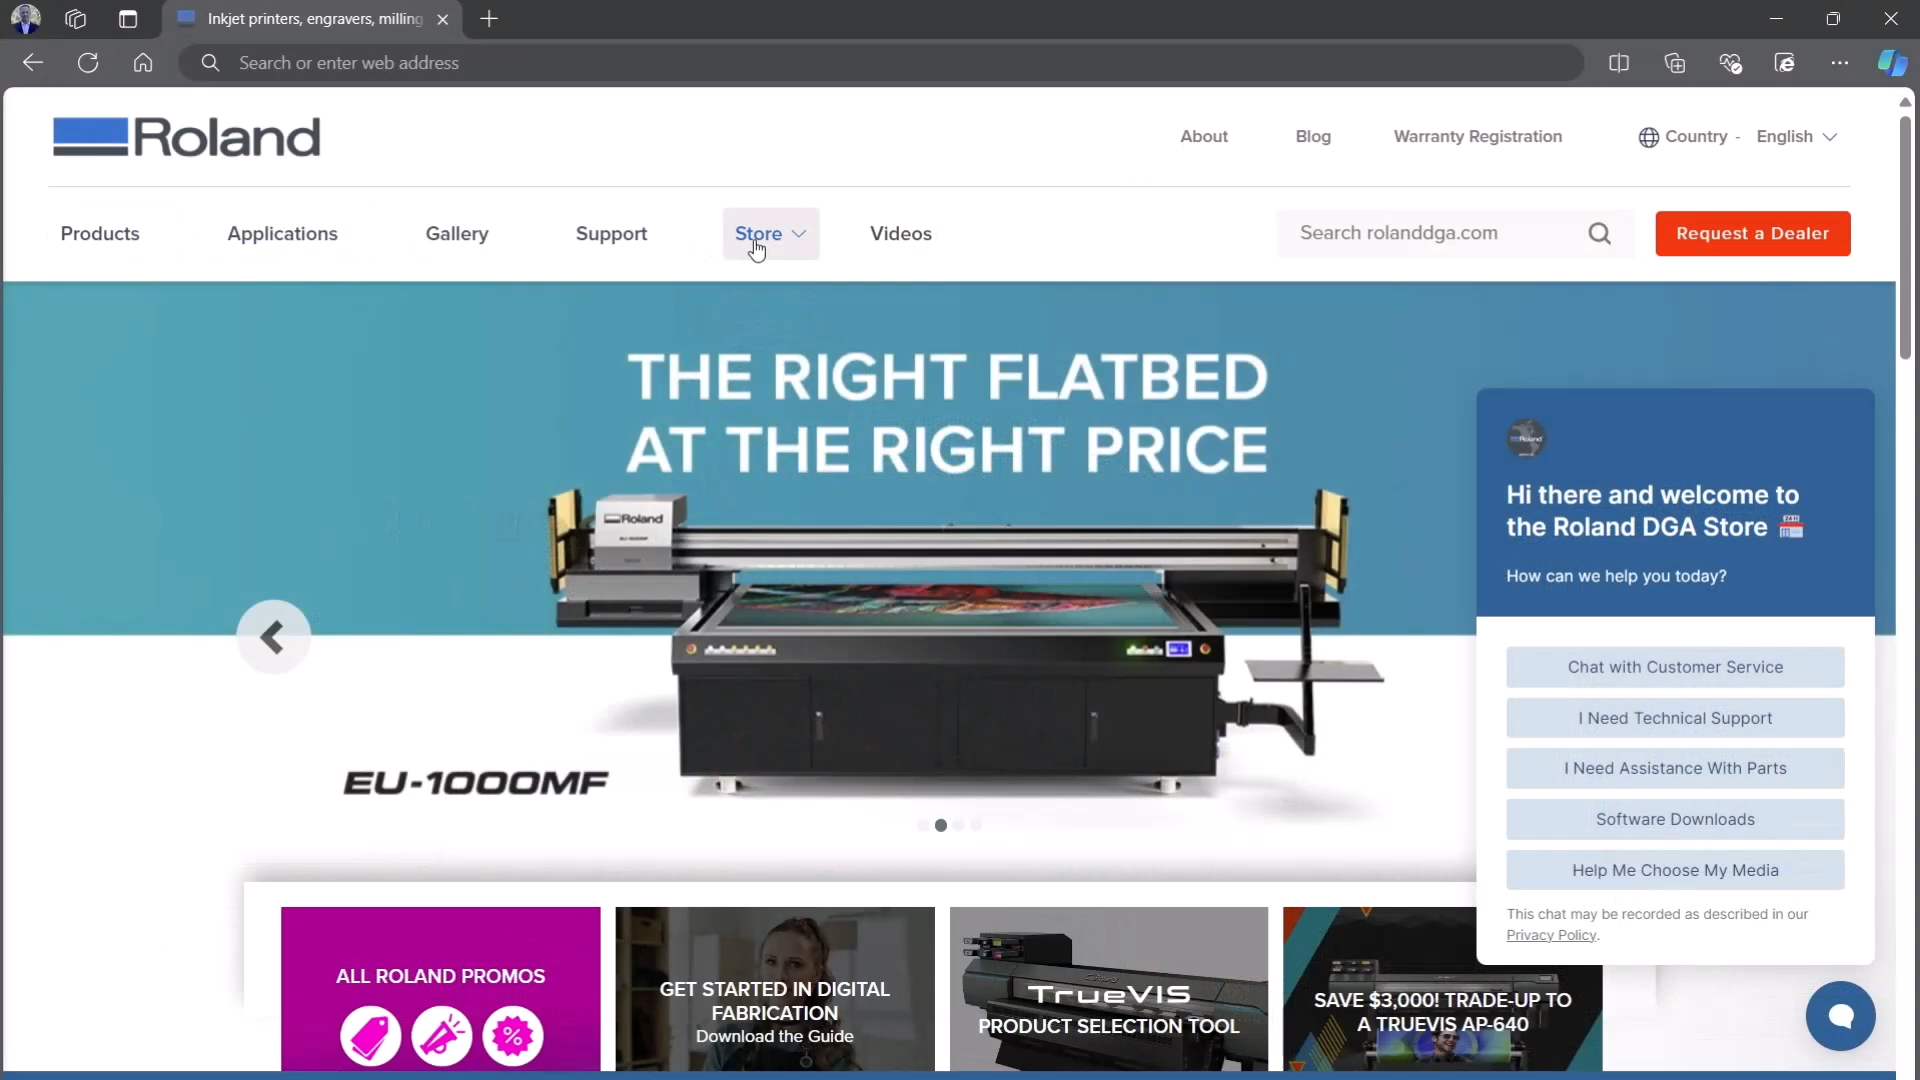 Inkjet printers, engravers, milling
Search or enter web address
Roland
About
Blog
Warranty Registration
Country - English
Products
Applications
Gallery
Support
Store
Videos
Search rolanddga.com
Request a Dealer
THE RIGHT FLATBED
AT THE RIGHT PRICE
Roland
EU-1000MF
Roland
Hi there and welcome to
the Roland DGA Store
How can we help you today?
Chat with Customer Service
I Need Technical Support
I Need Assistance With Parts
Software Downloads
Help Me Choose My Media
This chat may be recorded as described in our
Privacy Policy.
EU-1000MF
ALL ROLAND PROMOS
%
GET STARTED IN DIGITAL
FABRICATION
Download the Guide
TrueVIS
PRODUCT SELECTION TOOL
SAVE $3,000! TRADE-UP TO
A TRUEVIS AP-640